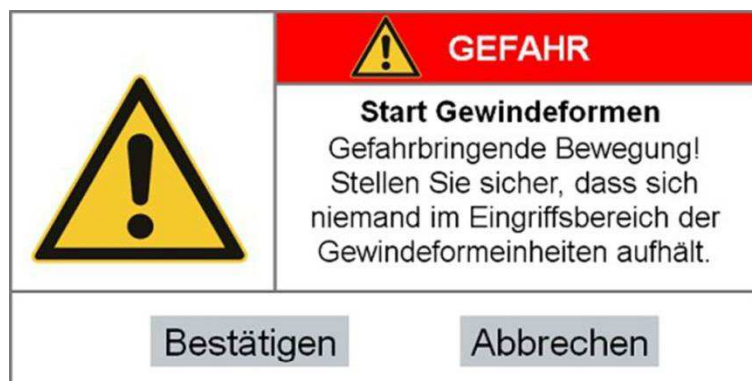 GEFAHR
Start Gewindeformen
Gefahrbringende Bewegung!
Stellen Sie sicher, dass sich
niemand im Eingriffsbereich der
Gewindeformeinheiten aufhält.
Bestätigen
Abbrechen